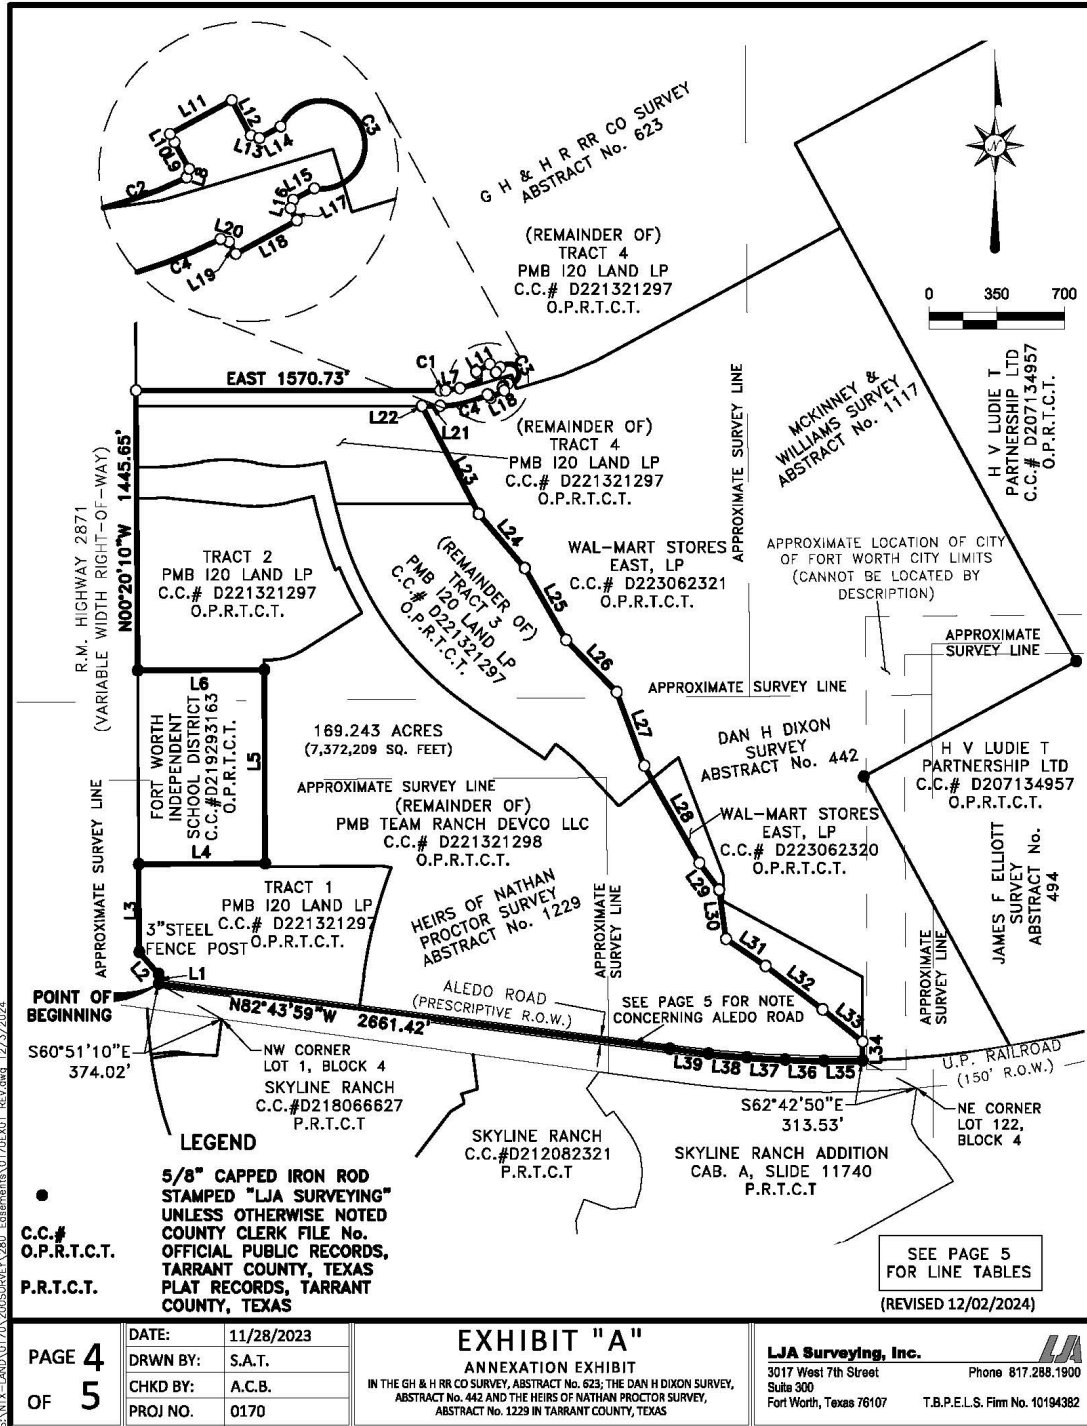 L11
L12
L10
L9
L8
L13
L14
C3
C2
L15
L16
L17
L18
L20
L19
C4
G H & H R RR CO SURVEY
ABSTRACT No. 623
(REMAINDER OF)
TRACT 4
PMB I20 LAND LP
C.C.# D221321297
O.P.R.T.C.T.
N
0 350 700
H V LUDIE T
PARTNERSHIP LTD
C.C.# D207134957
O.P.R.T.C.T.
MCKINNEY &
WILLIAMS SURVEY
ABSTRACT No. 1117
APPROXIMATE SURVEY LINE
EAST 1570.73'
C1
L7
L11
C3
C4
L18
L22
L21
(REMAINDER OF)
TRACT 4
PMB I20 LAND LP
C.C.# D221321297
O.P.R.T.C.T.
L23
L24
R.M. HIGHWAY 2871
(VARIABLE WIDTH RIGHT-OF-WAY)
N00°20'10"W 1445.65'
TRACT 2
PMB I20 LAND LP
C.C.# D221321297
O.P.R.T.C.T.
(REMAINDER OF)
TRACT 3
PMB I20 LAND LP
C.C.# D221321297
O.P.R.T.C.T.
WAL-MART STORES
EAST, LP
C.C.# D223062321
O.P.R.T.C.T.
APPROXIMATE LOCATION OF CITY
OF FORT WORTH CITY LIMITS
(CANNOT BE LOCATED BY
DESCRIPTION)
APPROXIMATE
SURVEY LINE
L25
L26
L27
L6
L5
FORT WORTH
INDEPENDENT
SCHOOL DISTRICT
C.C.#D219293163
O.P.R.T.C.T.
L4
169.243 ACRES
(7,372,209 SQ. FEET)
APPROXIMATE SURVEY LINE
APPROXIMATE SURVEY LINE
(REMAINDER OF)
PMB TEAM RANCH DEVCO LLC
C.C.# D221321298
O.P.R.T.C.T.
DAN H DIXON
SURVEY
ABSTRACT No. 442
H V LUDIE T
PARTNERSHIP LTD
C.C.# D207134957
O.P.R.T.C.T.
L28
WAL-MART STORES
EAST, LP
C.C.# D223062320
O.P.R.T.C.T.
L29
L30
L31
L32
L33
L34
JAMES F ELLIOTT
SURVEY
ABSTRACT No.
494
APPROXIMATE
SURVEY LINE
APPROXIMATE SURVEY LINE
L3
TRACT 1
PMB I20 LAND LP
C.C.# D221321297
O.P.R.T.C.T.
3"STEEL
FENCE POST
L2
L1
HEIRS OF NATHAN
PROCTOR SURVEY
ABSTRACT No. 1229
APPROXIMATE
SURVEY LINE
POINT OF
BEGINNING
N82°43'59"W 2661.42'
ALEDO ROAD
(PRESCRIPTIVE R.O.W.)
SEE PAGE 5 FOR NOTE
CONCERNING ALEDO ROAD
L39 L38 L37 L36 L35
U.P. RAILROAD
(150' R.O.W.)
S60°51'10"E
374.02'
NW CORNER
LOT 1, BLOCK 4
SKYLINE RANCH
C.C.#D218066627
P.R.T.C.T
S62°42'50"E
313.53'
NE CORNER
LOT 122,
BLOCK 4
SKYLINE RANCH
C.C.#D212082321
P.R.T.C.T
SKYLINE RANCH ADDITION
CAB. A, SLIDE 11740
P.R.T.C.T
LEGEND
5/8" CAPPED IRON ROD
STAMPED "LJA SURVEYING"
UNLESS OTHERWISE NOTED
C.C.# COUNTY CLERK FILE No.
O.P.R.T.C.T. OFFICIAL PUBLIC RECORDS,
TARRANT COUNTY, TEXAS
P.R.T.C.T. PLAT RECORDS, TARRANT
COUNTY, TEXAS
SEE PAGE 5
FOR LINE TABLES
(REVISED 12/02/2024)
PAGE 4
OF 5
DATE: 11/28/2023
DRWN BY: S.A.T.
CHKD BY: A.C.B.
PROJ NO. 0170
EXHIBIT "A"
ANNEXATION EXHIBIT
IN THE GH & H RR CO SURVEY, ABSTRACT No. 623; THE DAN H DIXON SURVEY,
ABSTRACT No. 442 AND THE HEIRS OF NATHAN PROCTOR SURVEY,
ABSTRACT No. 1229 IN TARRANT COUNTY, TEXAS
LJA Surveying, Inc.
3017 West 7th Street Phone 817.288.1900
Suite 300
Fort Worth, Texas 76107 T.B.P.E.L.S. Firm No. 10194382
LJA